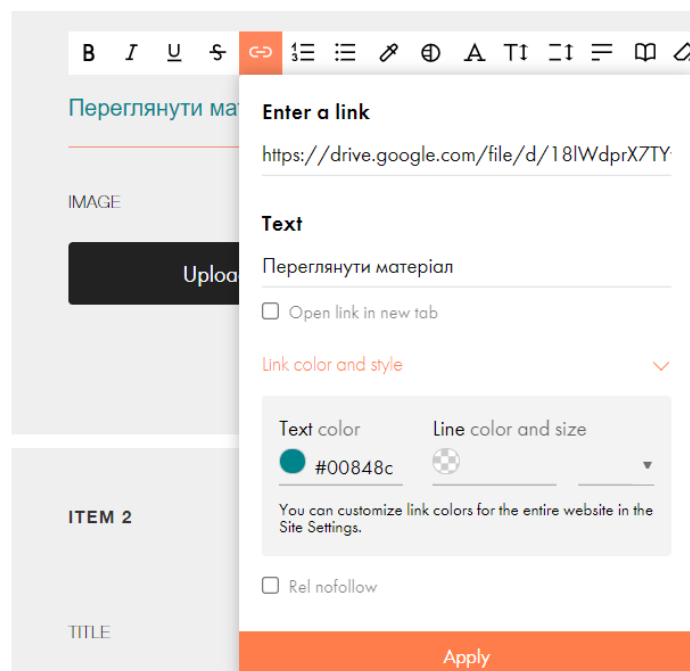 Переглянути ма
Enter a link
https://drive.google.com/file/d/18lWdprX7TY
IMAGE
Text
Uploa
Переглянути матеріал
Open link in new tab
Link color and style
Text color Line color and size
#00848c
You can customize link colors for the entire website in the
Site Settings.
ITEM 2
Rel nofollow
TITLE
Apply